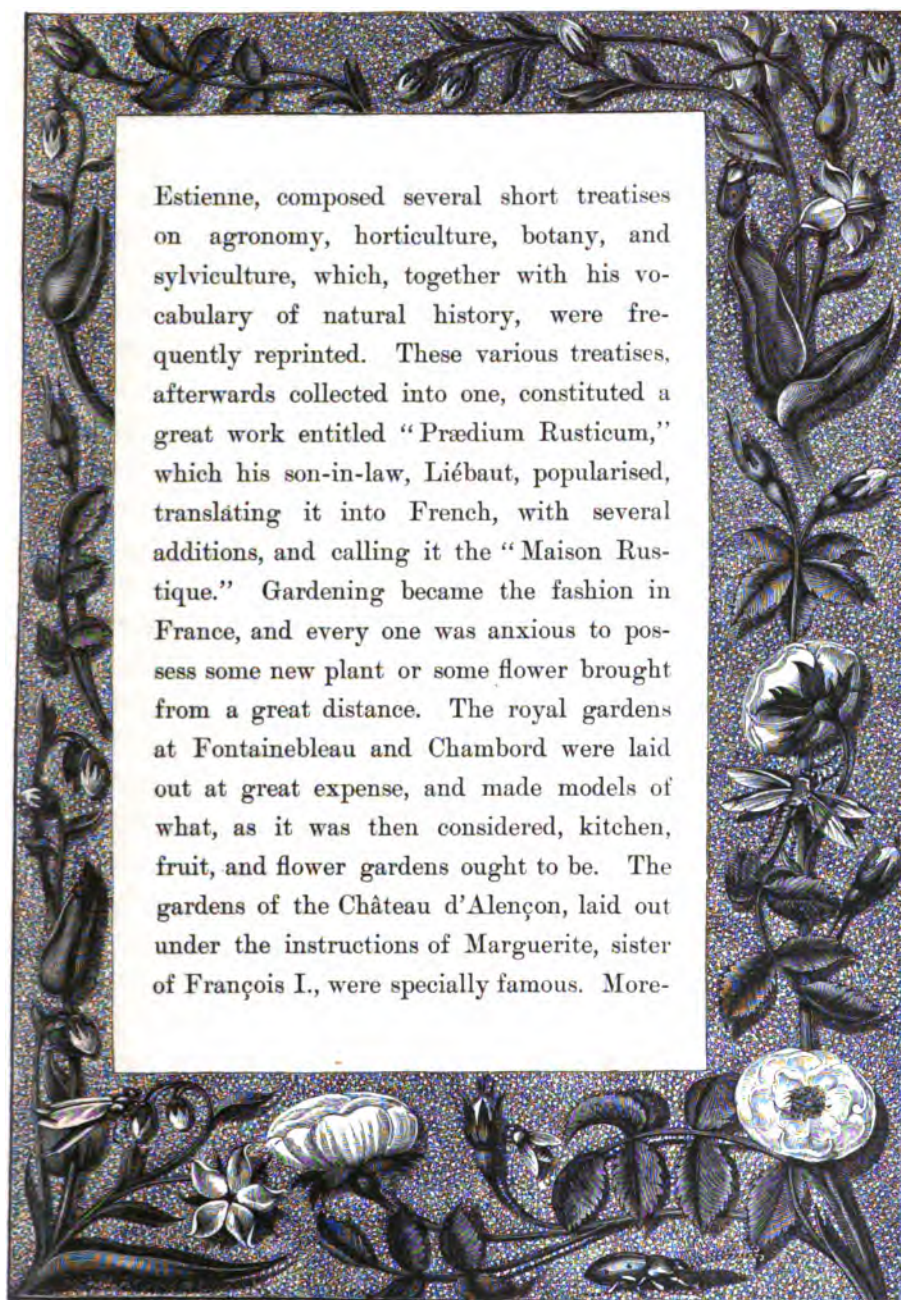 Estienne, composed several short treatises
on agronomy, horticulture, botany, and
sylviculture, which, together with his vo-
cabulary of natural history, were fre-
quently reprinted. These various treatises,
afterwards collected into one, constituted a
great work entitled “Prædium Rusticum,”
which his son-in-law, Liébaut, popularised,
translating it into French, with several
additions, and calling it the “Maison Rus-
tique.” Gardening became the fashion in
France, and every one was anxious to pos-
sess some new plant or some flower brought
from a great distance. The royal gardens
at Fontainebleau and Chambord were laid
out at great expense, and made models of
what, as it was then considered, kitchen,
fruit, and flower gardens ought to be. The
gardens of the Château d’Alençon, laid out
under the instructions of Marguerite, sister
of François I., were specially famous. More-